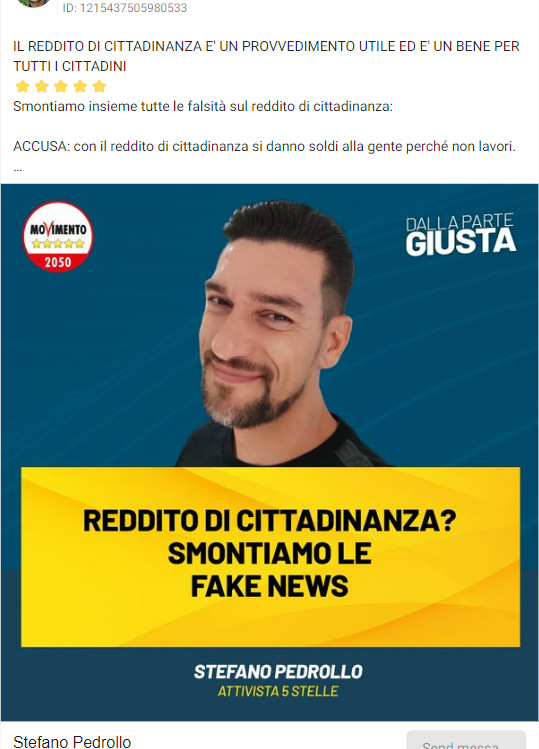 ID: 1215437505980533
IL REDDITO DI CITTADINANZA E' UN PROVVEDIMENTO UTILE ED E' UN BENE PER
TUTTI I CITTADINI
Smontiamo insieme tutte le falsità sul reddito di cittadinanza:
ACCUSA: con il reddito di cittadinanza si danno soldi alla gente perché non lavori.
...
MOVIMENTO
2050
DALLA PARTE
GIUSTA
REDDITO DI CITTADINANZA?
SMONTIAMO LE
FAKE NEWS
STEFANO PEDROLLO
ATTIVISTA 5 STELLE
Stefano Pedrollo
Send messa...